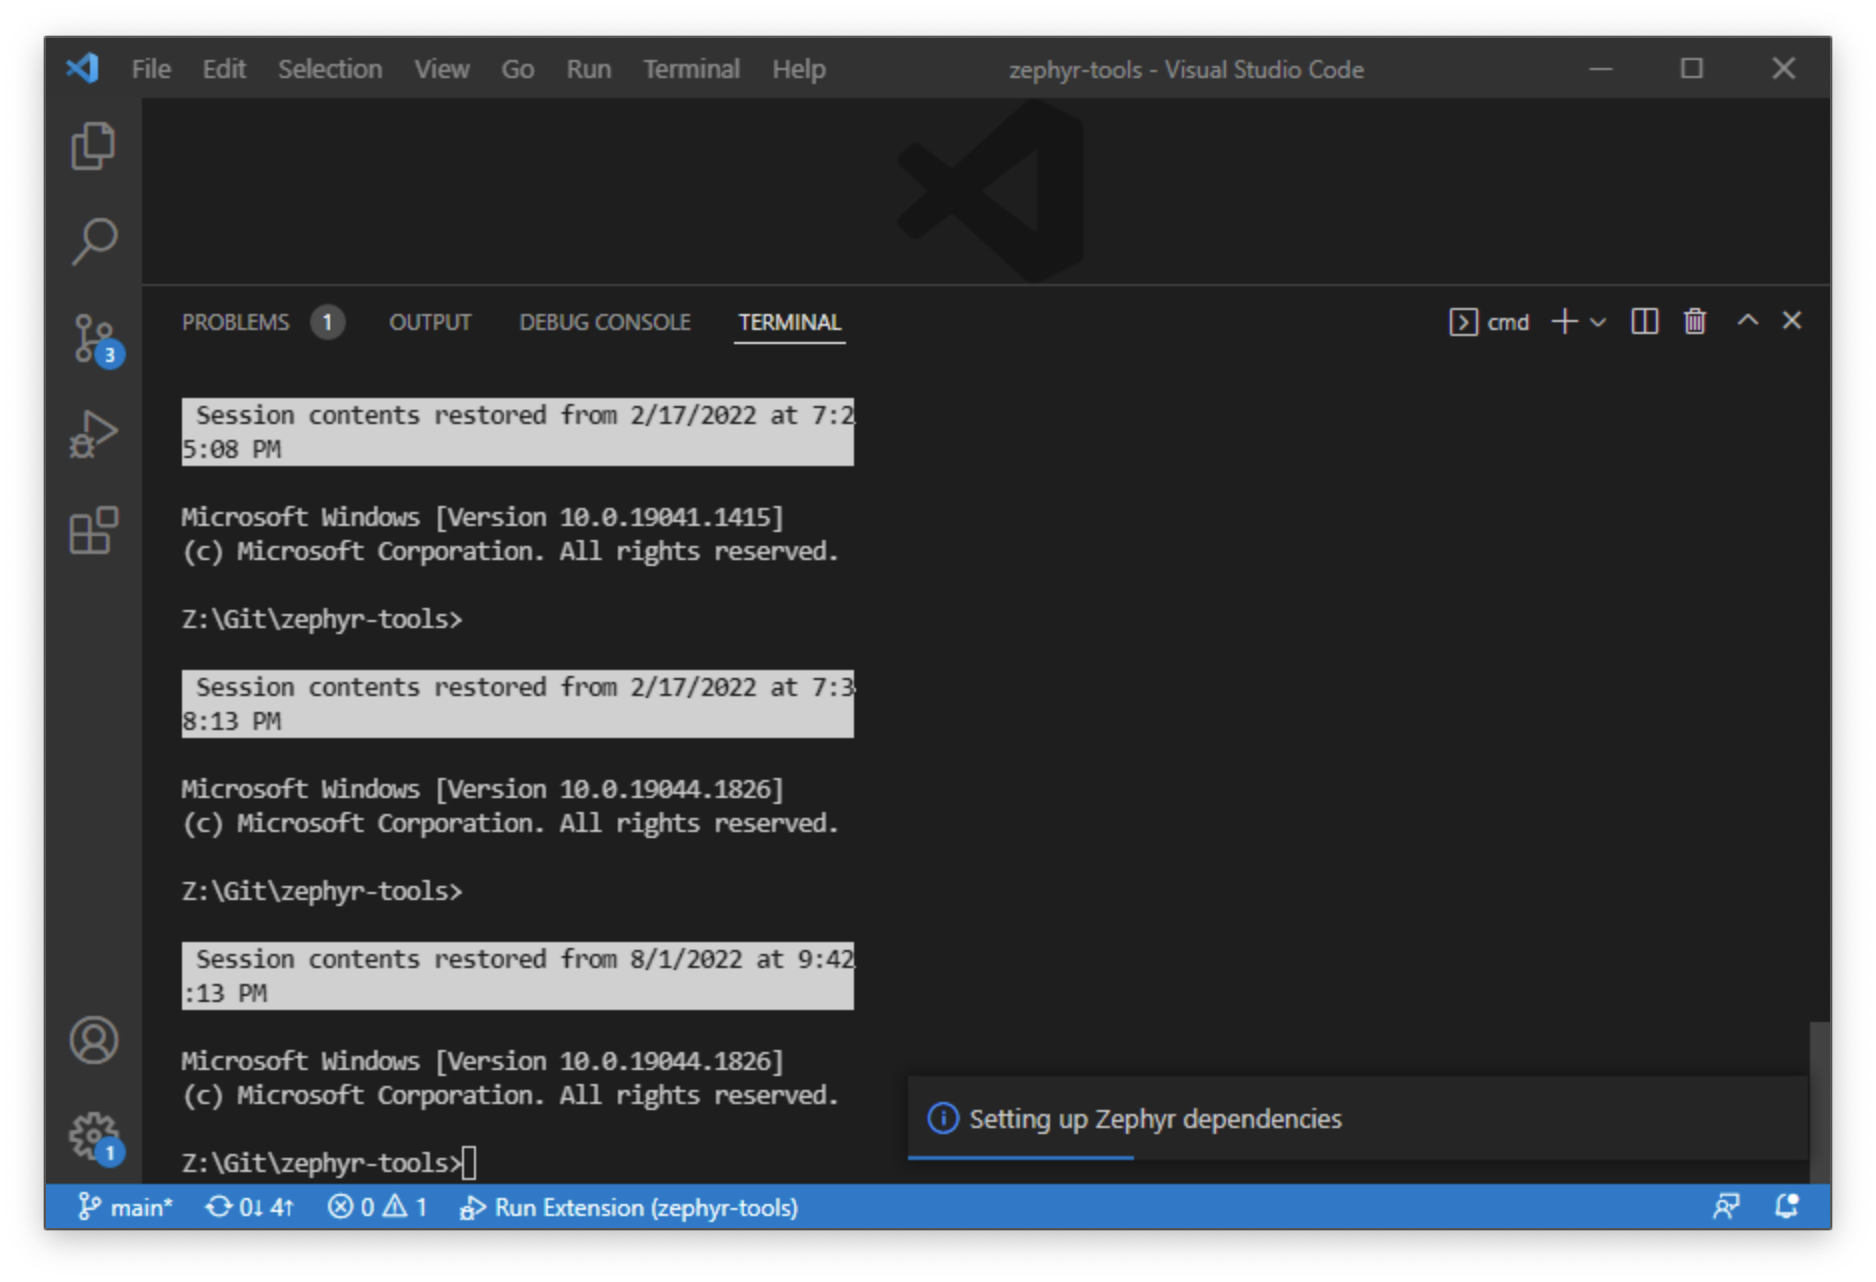 File Edit Selection View Go Run Terminal Help zephyr-tools - Visual Studio Code
PROBLEMS 1 OUTPUT DEBUG CONSOLE TERMINAL cmd
3
Session contents restored from 2/17/2022 at 7:2
5:08 PM
Microsoft Windows [Version 10.0.19041.1415]
(c) Microsoft Corporation. All rights reserved.
Z:\Git\zephyr-tools>
Session contents restored from 2/17/2022 at 7:3
8:13 PM
Microsoft Windows [Version 10.0.19044.1826]
(c) Microsoft Corporation. All rights reserved.
Z:\Git\zephyr-tools>
Session contents restored from 8/1/2022 at 9:42
:13 PM
Microsoft Windows [Version 10.0.19044.1826]
(c) Microsoft Corporation. All rights reserved.
Setting up Zephyr dependencies
1
Z:\Git\zephyr-tools>
main* 0↓ 4↑ 0 1 Run Extension (zephyr-tools)